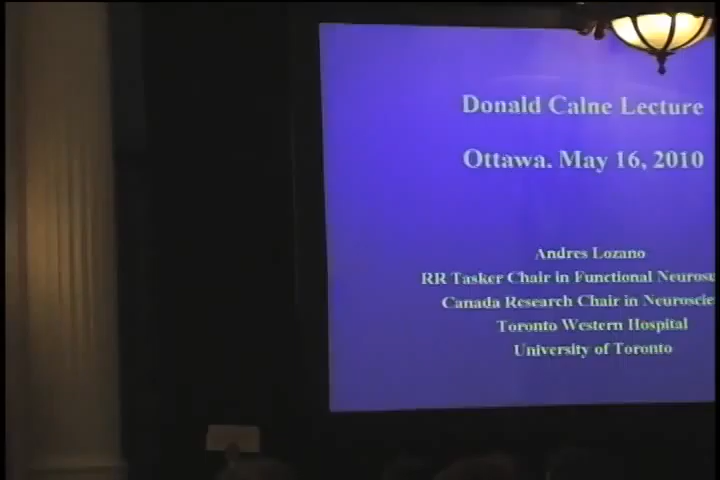 Donald Calne Lecture
Ottawa. May 16, 2010
Andres Lozano
RR Tasker Chair in Functional
Canada Research Chair in
Toronto Western Hospital
University of Toronto